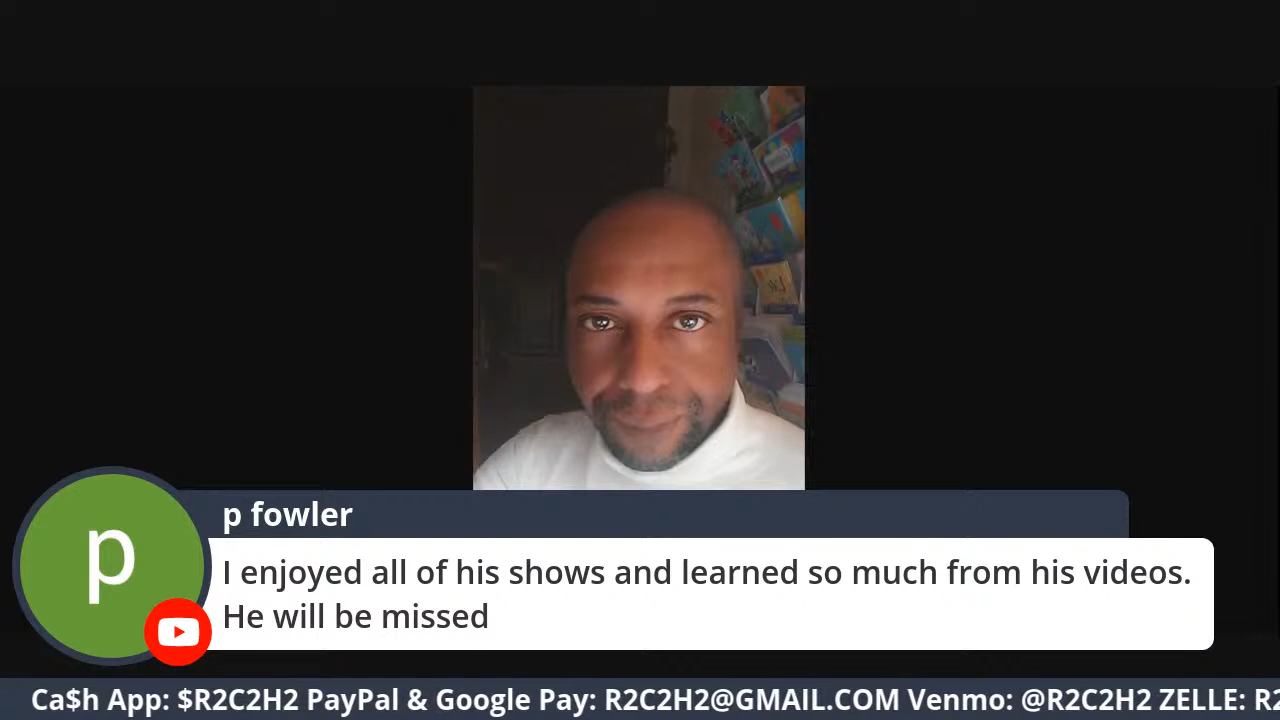 p
p fowler
I enjoyed all of his shows and learned so much from his videos.
He will be missed
Ca$h App: $R2C2H2 PayPal & Google Pay: R2C2H2@GMAIL.COM Venmo: @R2C2H2 ZELLE: R2